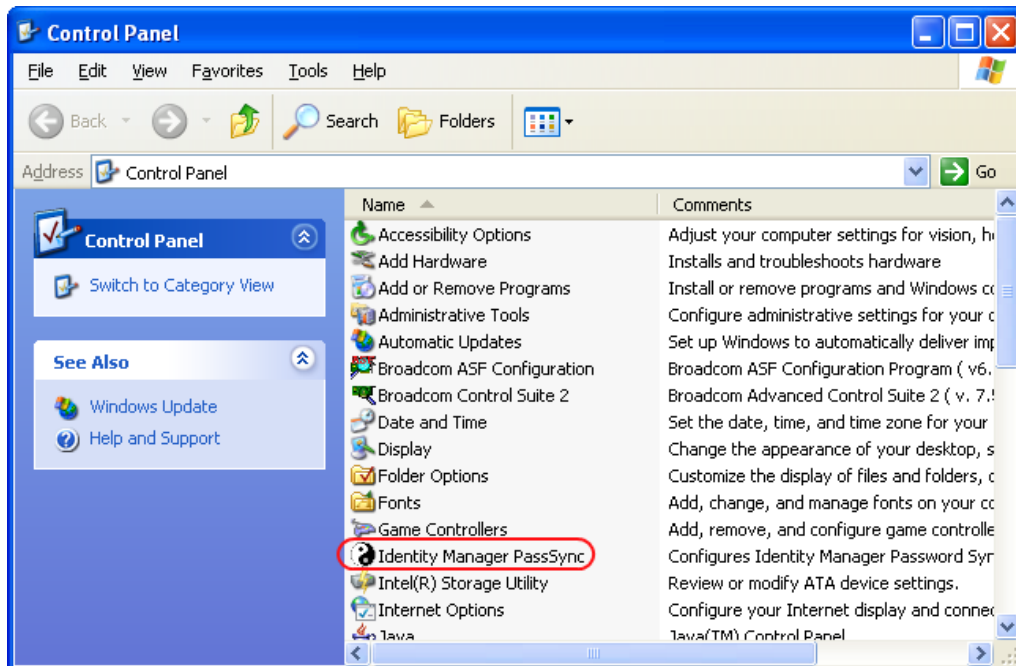 Control Panel
File Edit View Favorites Tools Help
Back Search Folders
Address Control Panel Go
Control Panel
Switch to Category View
See Also
Windows Update
Help and Support
Name Comments
Accessibility Options Adjust your computer settings for vision,
Add Hardware Installs and troubleshoots hardware
Add or Remove Programs Install or remove programs and Windows
Administrative Tools Configure administrative settings for your
Automatic Updates Set up Windows to automatically deliver
Broadcom ASF Configuration Broadcom ASF Configuration Program ( v6.
Broadcom Control Suite 2 Broadcom Advanced Control Suite 2 ( v. 7.
Date and Time Set the date, time, and time zone for your
Display Change the appearance of your desktop,
Folder Options Customize the display of files and folders,
Fonts Add, change, and manage fonts on your
Game Controllers Add, remove, and configure game
Identity Manager PassSync Configures Identity Manager Password
Intel(R) Storage Utility Review or modify ATA device settings.
Internet Options Configure your Internet display and
Java Java(TM) Control Panel